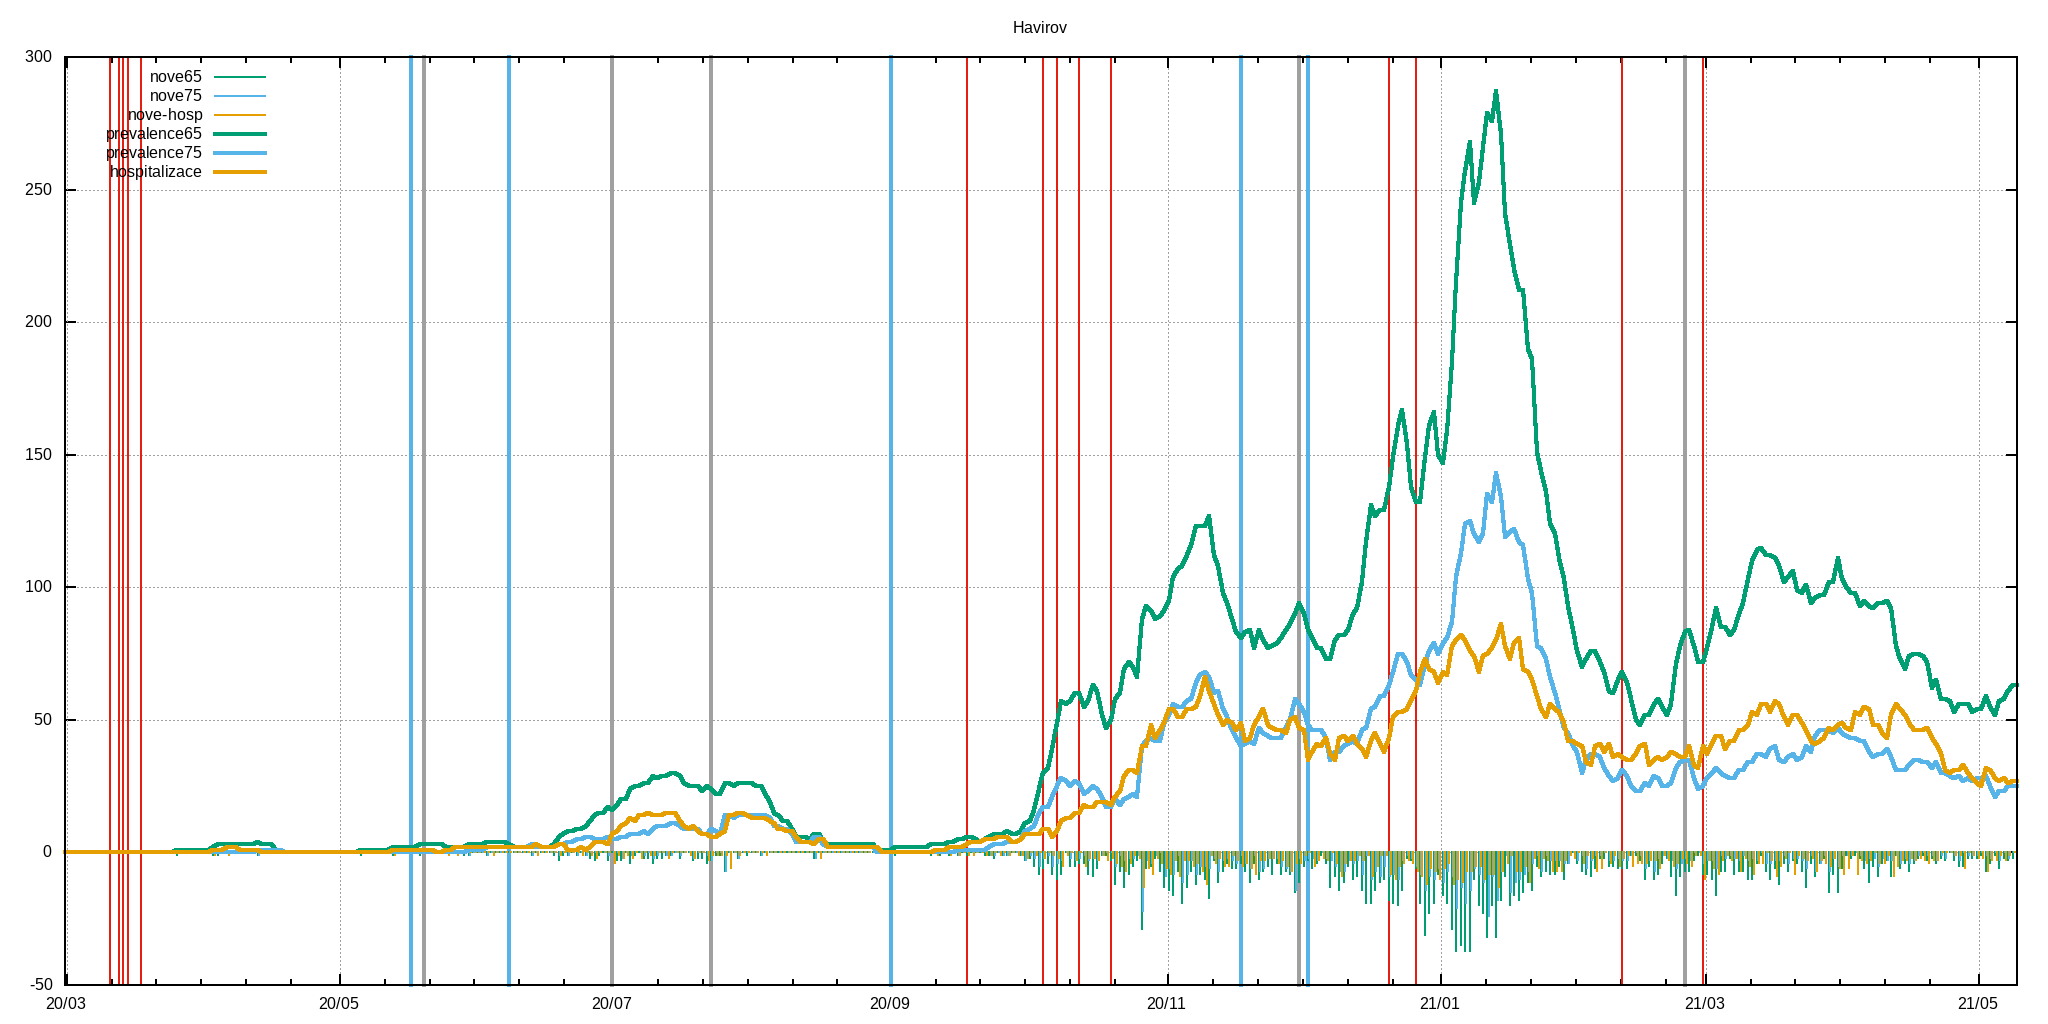 Havirov
300
nove65
nove75
nove-hosp
prevalence65
prevalence75
hospitalizace
250
200
150
100
50
0
-50
20/03 20/05 20/07 20/09 20/11 21/01 21/03 21/05